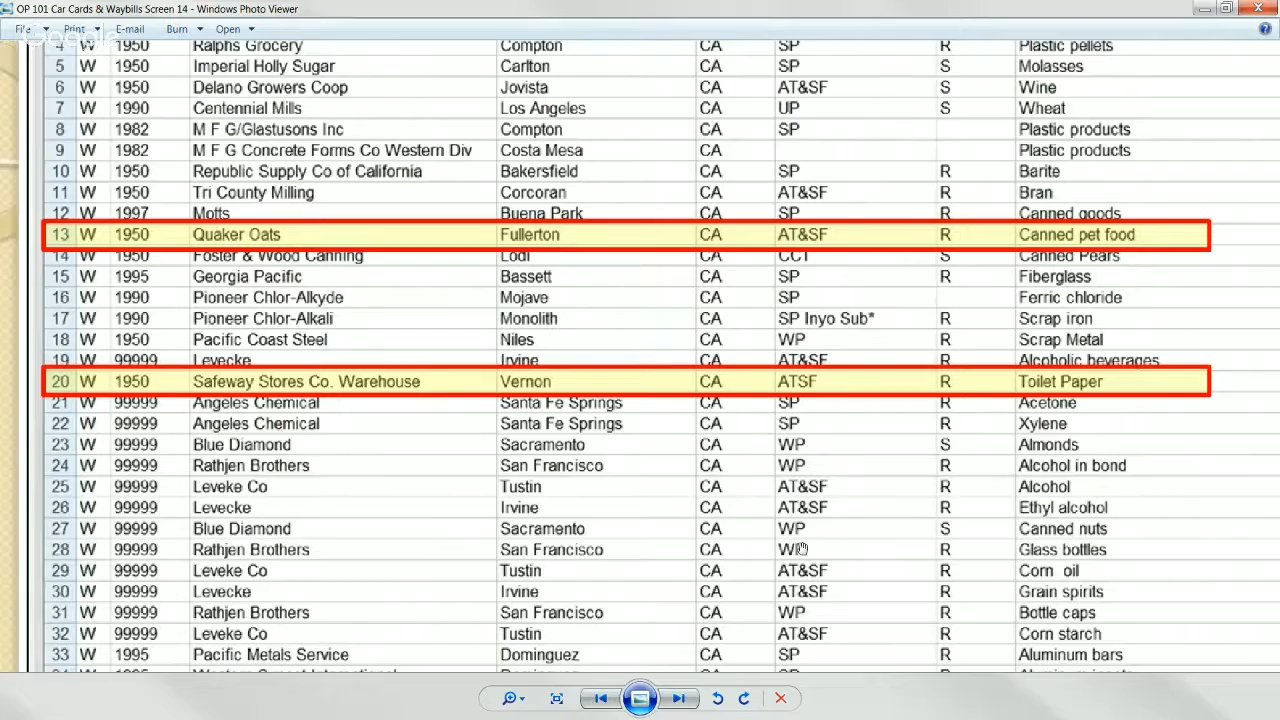 OP 101 Car Cards & Waybills Screen 14 - Windows Photo Viewer
File Print E-mail Burn Open
Google
4 W 1950 Ralphs Grocery Compton CA SP R Plastic pellets
5 W 1950 Imperial Holly Sugar Carlton CA SP S Molasses
6 W 1950 Delano Growers Coop Jovista CA AT&SF S Wine
7 W 1990 Centennial Mills Los Angeles CA UP S Wheat
8 W 1982 M F G/Glastusons Inc Compton CA SP Plastic products
9 W 1982 M F G Concrete Forms Co Western Div Costa Mesa CA Plastic products
10 W 1950 Republic Supply Co of California Bakersfield CA SP R Barite
11 W 1950 Tri County Milling Corcoran CA AT&SF R Bran
12 W 1997 Motts Buena Park CA SP R Canned goods
13 W 1950 Quaker Oats Fullerton CA AT&SF R Canned pet food
14 W 1950 Foster & Wood Canning Lodi CA CCT S Canned Pears
15 W 1995 Georgia Pacific Bassett CA SP R Fiberglass
16 W 1990 Pioneer Chlor-Alkyde Mojave CA SP Ferric chloride
17 W 1990 Pioneer Chlor-Alkali Monolith CA SP Inyo Sub* R Scrap iron
18 W 1950 Pacific Coast Steel Niles CA WP R Scrap Metal
19 W 99999 Levecke Irvine CA AT&SF R Alcoholic beverages
20 W 1950 Safeway Stores Co. Warehouse Vernon CA ATSF R Toilet Paper
21 W 99999 Angeles Chemical Santa Fe Springs CA SP R Acetone
22 W 99999 Angeles Chemical Santa Fe Springs CA SP R Xylene
23 W 99999 Blue Diamond Sacramento CA WP S Almonds
24 W 99999 Rathjen Brothers San Francisco CA WP R Alcohol in bond
25 W 99999 Leveke Co Tustin CA AT&SF R Alcohol
26 W 99999 Levecke Irvine CA AT&SF R Ethyl alcohol
27 W 99999 Blue Diamond Sacramento CA WP S Canned nuts
28 W 99999 Rathjen Brothers San Francisco CA WP R Glass bottles
29 W 99999 Leveke Co Tustin CA AT&SF R Corn oil
30 W 99999 Levecke Irvine CA AT&SF R Grain spirits
31 W 99999 Rathjen Brothers San Francisco CA WP R Bottle caps
32 W 99999 Leveke Co Tustin CA AT&SF R Corn starch
33 W 1995 Pacific Metals Service Dominguez CA SP R Aluminum bars